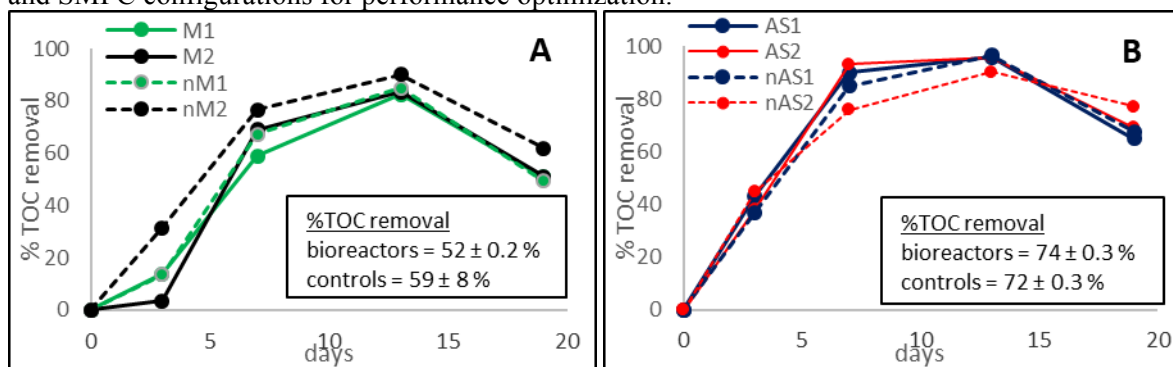 and SMFC configurations for performance optimization.
M1
M2
nM1
nM2
A
% TOC removal
100
80
60
40
20
0
0 5 10 15 20
days
%TOC removal
bioreactors = 52 ± 0.2 %
controls = 59 ± 8 %
AS1
AS2
nAS1
nAS2
B
% TOC removal
100
80
60
40
20
0
0 5 10 15 20
days
%TOC removal
bioreactors = 74 ± 0.3 %
controls = 72 ± 0.3 %